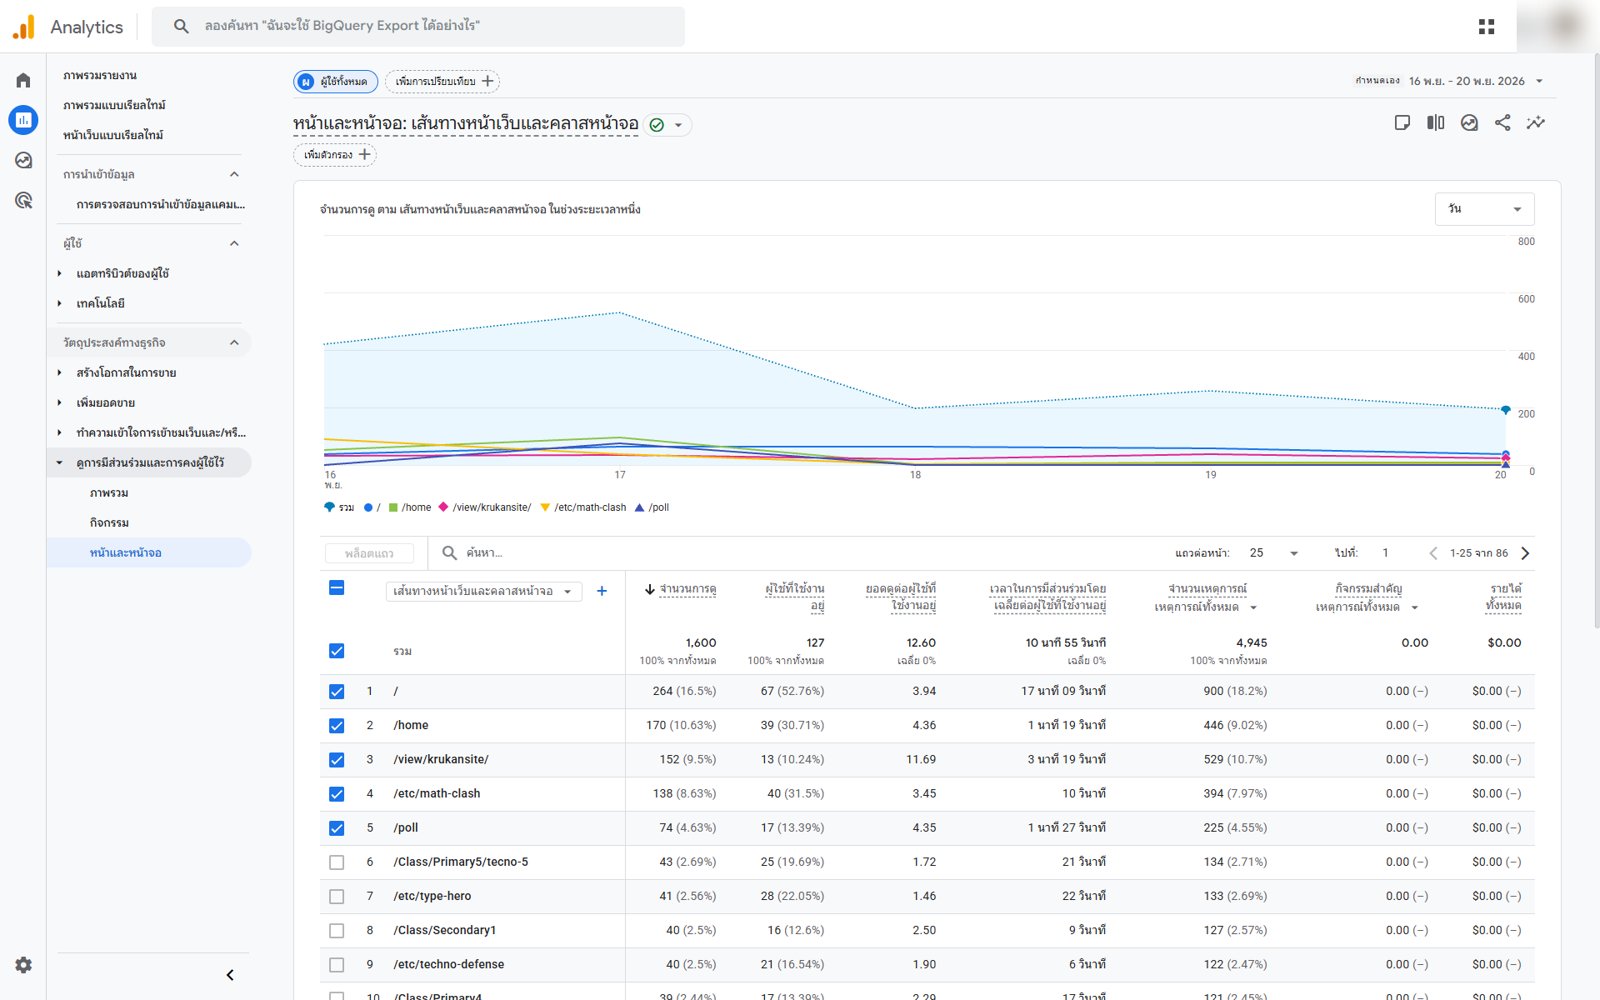 Analytics
ลองค้นหา "ฉันจะใช้ BigQuery Export ได้อย่างไร"
ภาพรวมรายงาน
ภาพรวมแบบเรียลไทม์
หน้าเว็บแบบเรียลไทม์
การนำเข้าข้อมูล
การตรวจสอบการนำเข้าข้อมูลแคมเ...
ผู้ใช้
แอตทริบิวต์ของผู้ใช้
เทคโนโลยี
วัตถุประสงค์ทางธุรกิจ
สร้างโอกาสในการขาย
เพิ่มยอดขาย
ทำความเข้าใจการเข้าชมเว็บและ/หรื...
ดูการมีส่วนร่วมและการคงผู้ใช้ไว้
ภาพรวม
กิจกรรม
หน้าและหน้าจอ
ผ ผู้ใช้ทั้งหมด เพิ่มการเปรียบเทียบ +
กำหนดเอง 16 พ.ย. - 20 พ.ย. 2026
หน้าและหน้าจอ: เส้นทางหน้าเว็บและคลาสหน้าจอ
เพิ่มตัวกรอง +
จำนวนการดู ตาม เส้นทางหน้าเว็บและคลาสหน้าจอ ในช่วงระยะเวลาหนึ่ง
วัน
800
600
400
200
0
16 17 18 19 20
พ.ย.
รวม / /home /view/krukansite/ /etc/math-clash /poll
พล็อตแถว ค้นหา... แถวต่อหน้า: 25 ไปที่: 1 1-25 จาก 86
เส้นทางหน้าเว็บและคลาสหน้าจอ + จำนวนการดู ผู้ใช้ที่ใช้งาน ยอดดูต่อผู้ใช้ที่ เวลาในการมีส่วนร่วมโดย จำนวนเหตุการณ์ กิจกรรมสำคัญ รายได้
อยู่ ใช้งานอยู่ เฉลี่ยต่อผู้ใช้ที่ใช้งานอยู่ เหตุการณ์ทั้งหมด เหตุการณ์ทั้งหมด ทั้งหมด
รวม 1,600 127 12.60 10 นาที 55 วินาที 4,945 0.00 $0.00
100% จากทั้งหมด 100% จากทั้งหมด เฉลี่ย 0% เฉลี่ย 0% 100% จากทั้งหมด
1 / 264 (16.5%) 67 (52.76%) 3.94 17 นาที 09 วินาที 900 (18.2%) 0.00 (–) $0.00 (–)
2 /home 170 (10.63%) 39 (30.71%) 4.36 1 นาที 19 วินาที 446 (9.02%) 0.00 (–) $0.00 (–)
3 /view/krukansite/ 152 (9.5%) 13 (10.24%) 11.69 3 นาที 19 วินาที 529 (10.7%) 0.00 (–) $0.00 (–)
4 /etc/math-clash 138 (8.63%) 40 (31.5%) 3.45 10 วินาที 394 (7.97%) 0.00 (–) $0.00 (–)
5 /poll 74 (4.63%) 17 (13.39%) 4.35 1 นาที 27 วินาที 225 (4.55%) 0.00 (–) $0.00 (–)
6 /Class/Primary5/tecno-5 43 (2.69%) 25 (19.69%) 1.72 21 วินาที 134 (2.71%) 0.00 (–) $0.00 (–)
7 /etc/type-hero 41 (2.56%) 28 (22.05%) 1.46 22 วินาที 133 (2.69%) 0.00 (–) $0.00 (–)
8 /Class/Secondary1 40 (2.5%) 16 (12.6%) 2.50 9 วินาที 127 (2.57%) 0.00 (–) $0.00 (–)
9 /etc/techno-defense 40 (2.5%) 21 (16.54%) 1.90 6 วินาที 122 (2.47%) 0.00 (–) $0.00 (–)
10 /Class/Primary4 39 (2.44%) 17 (13.39%) 2.29 17 วินาที 121 (2.45%) 0.00 (–) $0.00 (–)